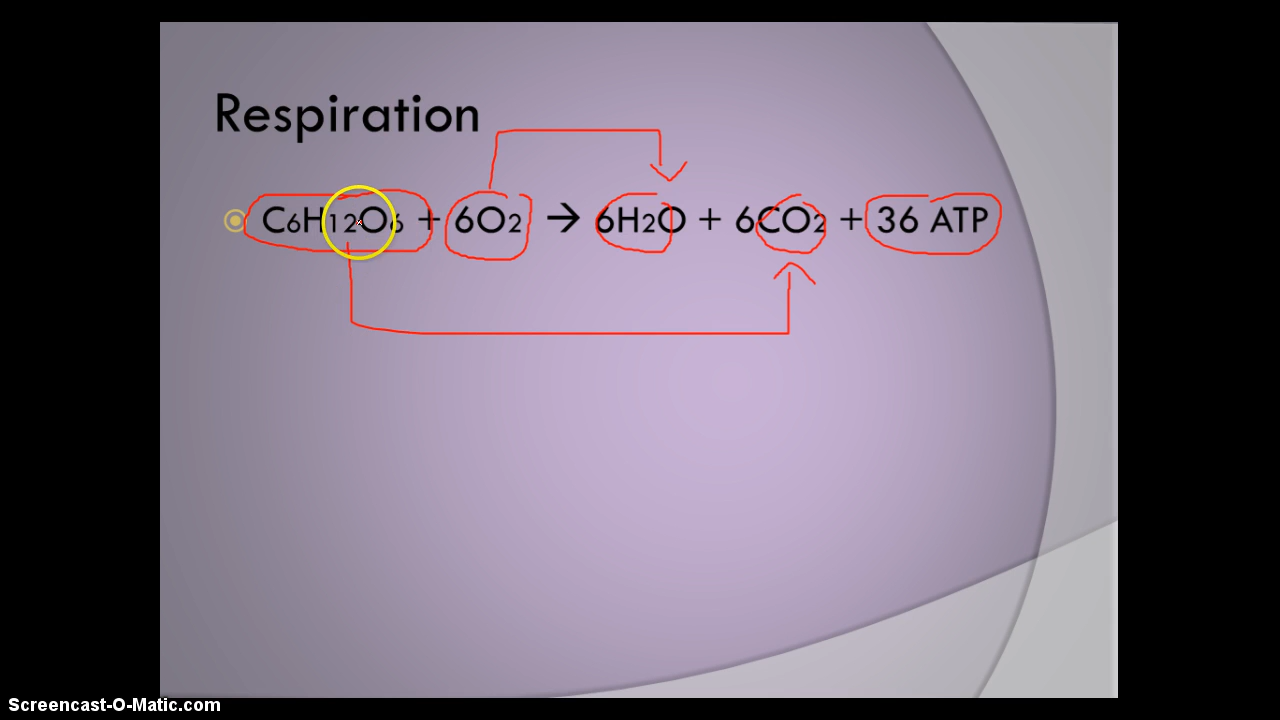 Respiration
C6H12O6 + 6O2 → 6H2O + 6CO2 + 36 ATP
Screencast-O-Matic.com